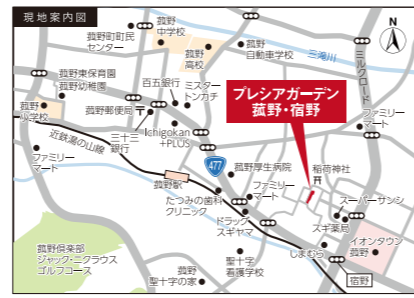 現地案内図
N
菰野町町民
センター
菰野
中学校
菰野
高校
菰野
自動車学校
三滝川
ミルクロード
菰野東保育園
菰野幼稚園
百五銀行
ミスター
トンカチ
プレシアガーデン
菰野・宿野
菰野
小学校
菰野郵便局
三十三
銀行
Ichigokan
+PLUS
ファミリー
マート
近鉄湯の山線
ファミリー
マート
477
菰野厚生病院
稲荷神社
菰野駅
たつみの歯科
クリニック
ファミリー
マート
スーパーサンシ
ドラッグ
スギヤマ
スギ薬局
イオンタウン
菰野
しまむら
菰野倶楽部
ジャック・ニクラウス
ゴルフコース
聖十字
看護学校
菰野
聖十字の家
宿野